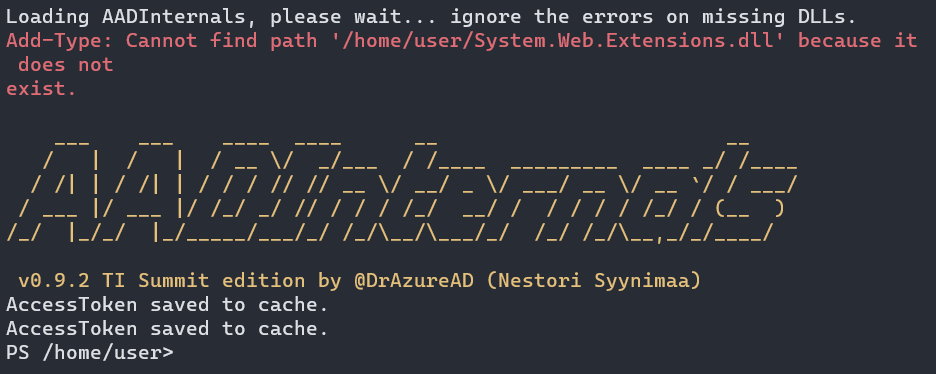 Loading AADInternals, please wait... ignore the errors on missing DLLs.
Add-Type: Cannot find path '/home/user/System.Web.Extensions.dll' because it
does not
exist.
AADInternals
v0.9.2 TI Summit edition by @DrAzureAD (Nestori Syynimaa)
AccessToken saved to cache.
AccessToken saved to cache.
PS /home/user>